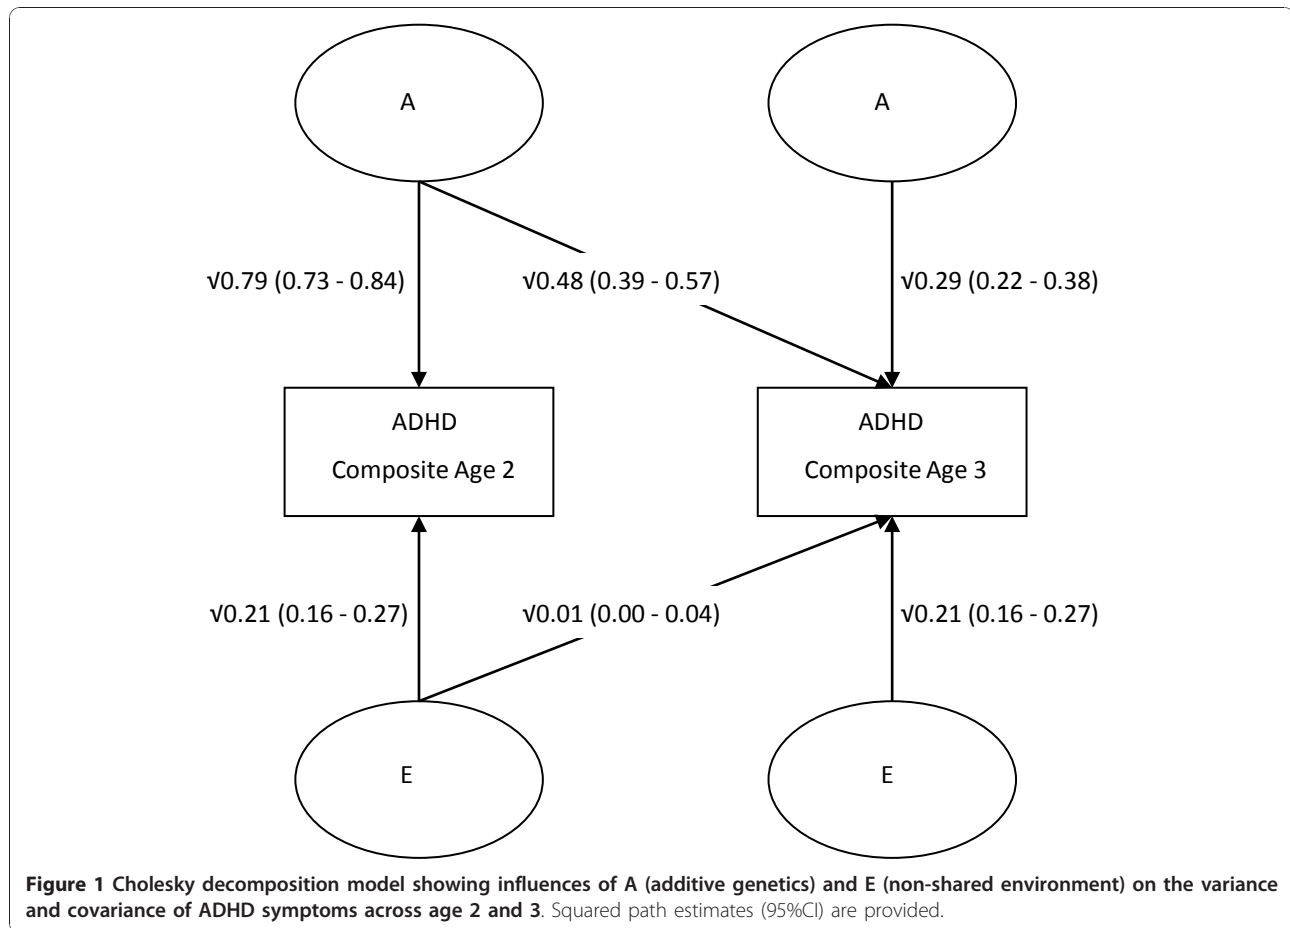 A
A
√0.79 (0.73 - 0.84)
√0.48 (0.39 - 0.57)
√0.29 (0.22 - 0.38)
ADHD
Composite Age 2
ADHD
Composite Age 3
√0.21 (0.16 - 0.27)
√0.01 (0.00 - 0.04)
√0.21 (0.16 - 0.27)
E
E
Figure 1 Cholesky decomposition model showing influences of A (additive genetics) and E (non-shared environment) on the variance
and covariance of ADHD symptoms across age 2 and 3. Squared path estimates (95%CI) are provided.